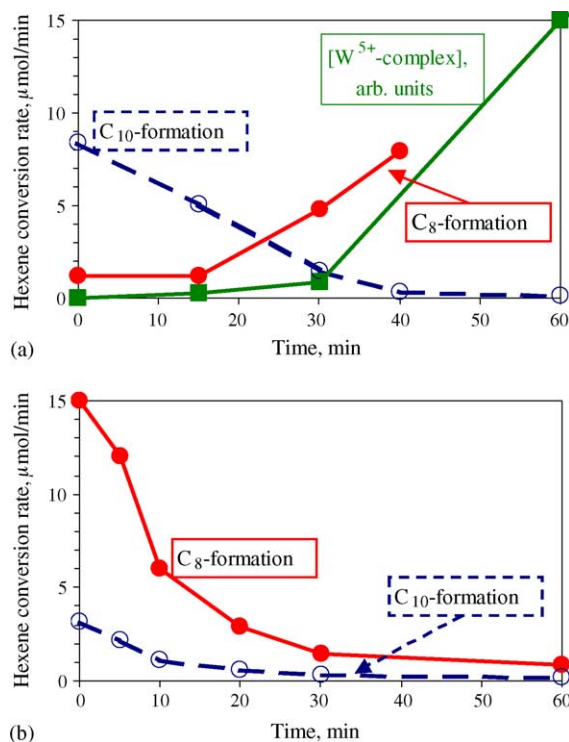 15
10
5
0
Hexene conversion rate, µmol/min
[W⁵⁺-complex],
arb. units
C₁₀-formation
C₈-formation
0 10 20 30 40 50 60
(a) Time, min
15
10
5
0
Hexene conversion rate, µmol/min
C₈-formation
C₁₀-formation
0 10 20 30 40 50 60
(b) Time, min